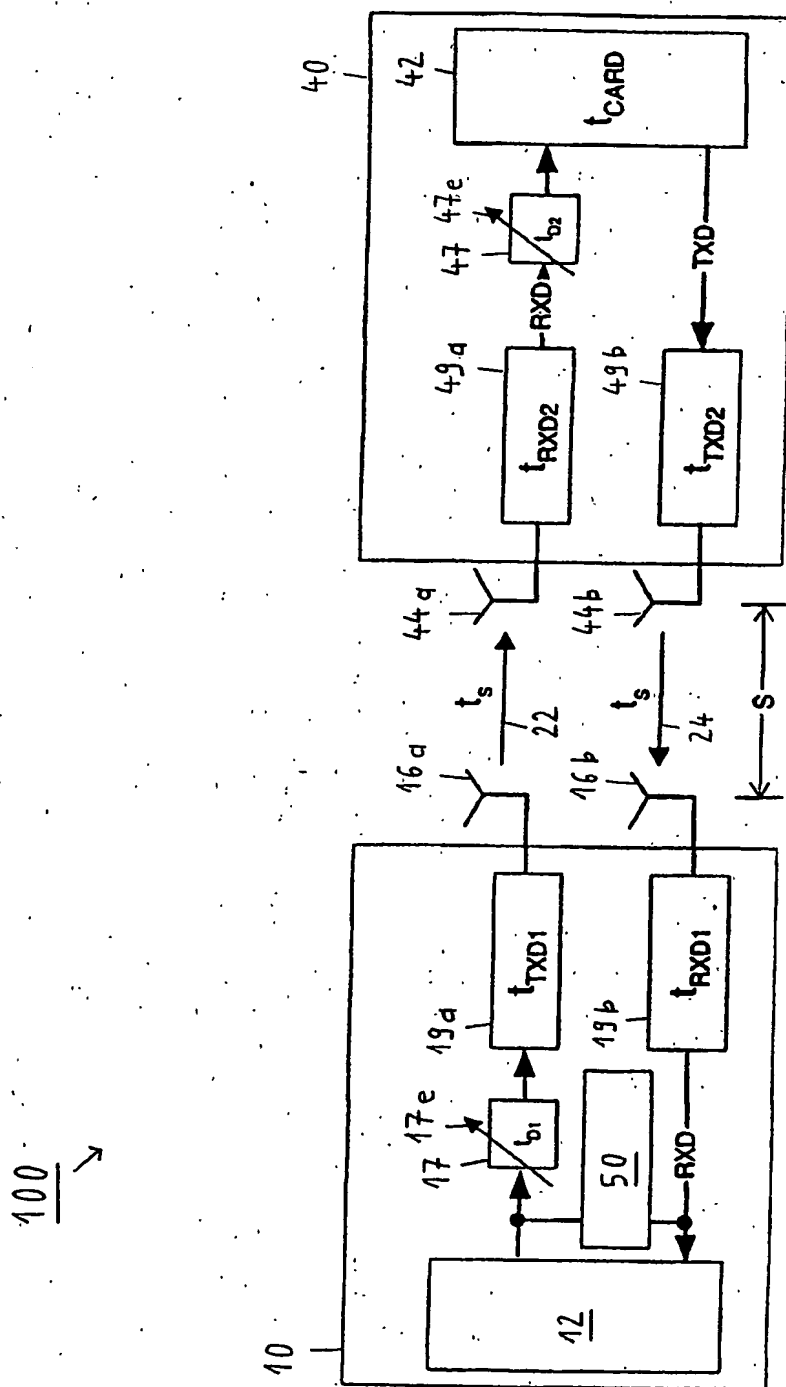 100
10
12
17
17e
tD1
19a
tTXD1
16a
ts
22
44a
49a
tRXD2
RXD
47
47e
tD2
42
40
tCARD
50
RXD
19b
tRXD1
16b
ts
24
44b
49b
tTXD2
TXD
S